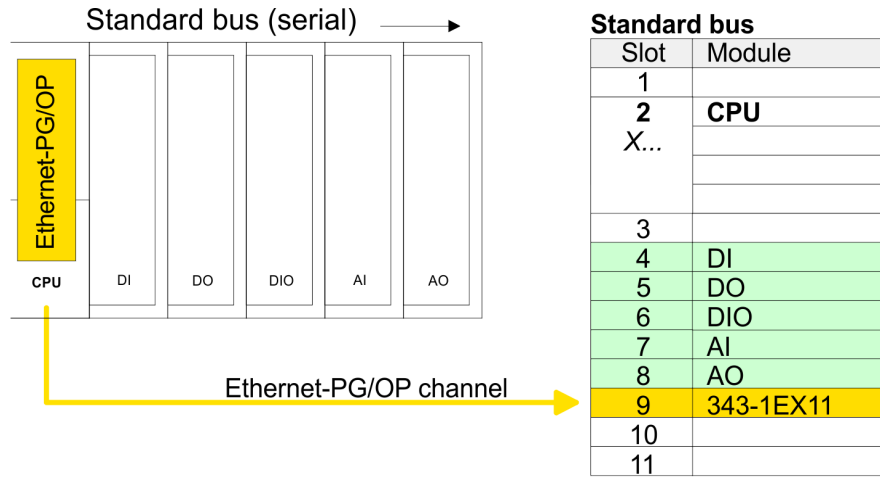 Standard bus (serial)
Ethernet-PG/OP
CPU
DI
DO
DIO
AI
AO
Ethernet-PG/OP channel
Standard bus
Slot Module
1
2 CPU
X...
3
4 DI
5 DO
6 DIO
7 AI
8 AO
9 343-1EX11
10
11